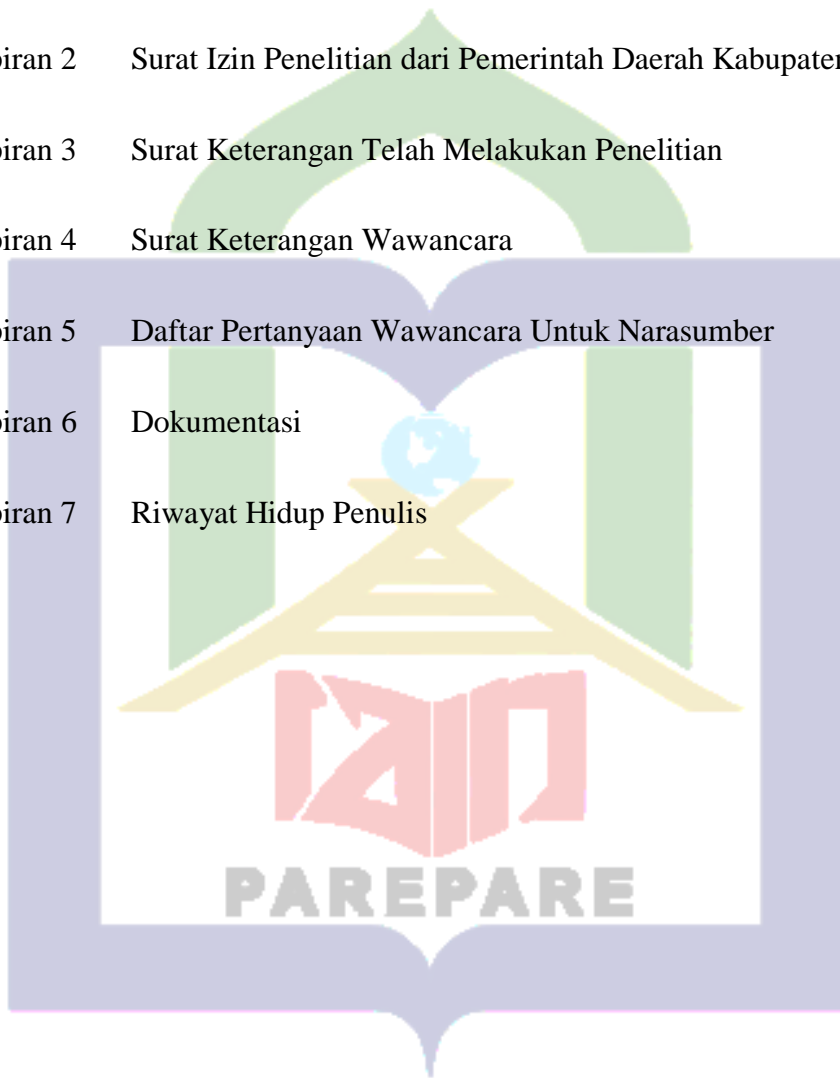 piran 2 Surat Izin Penelitian dari Pemerintah Daerah Kabupaten
piran 3 Surat Keterangan Telah Melakukan Penelitian
piran 4 Surat Keterangan Wawancara
piran 5 Daftar Pertanyaan Wawancara Untuk Narasumber
piran 6 Dokumentasi
piran 7 Riwayat Hidup Penulis
iain
PAREPARE